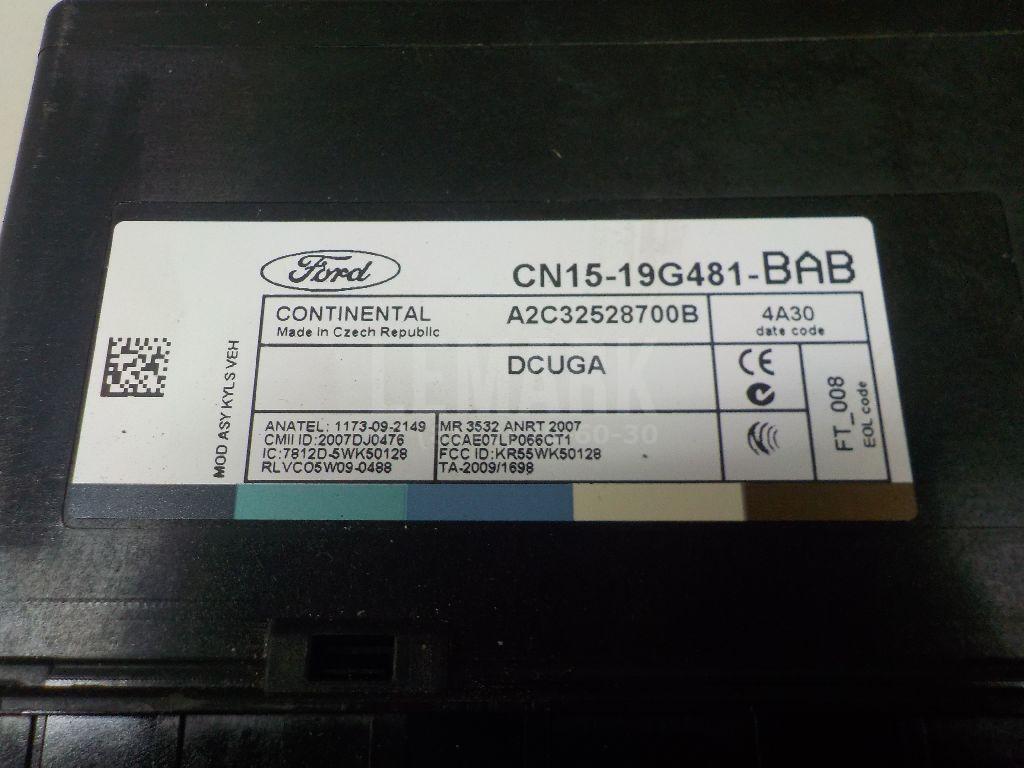 Ford
CN15-19G481-BAB
CONTINENTAL
Made in Czech Republic
A2C32528700B
4A30
date code
DCUGA
CE
FT_008
EOL code
MOD ASY KYLS VEH
ANATEL: 1173-09-2149
CMII ID:2007DJ0476
IC:7812D-5WK50128
RLVCO5W09-0488
MR 3532 ANRT 2007
CCAE07LP066CT1
FCC ID:KR55WK50128
TA-2009/1698
LEMARK